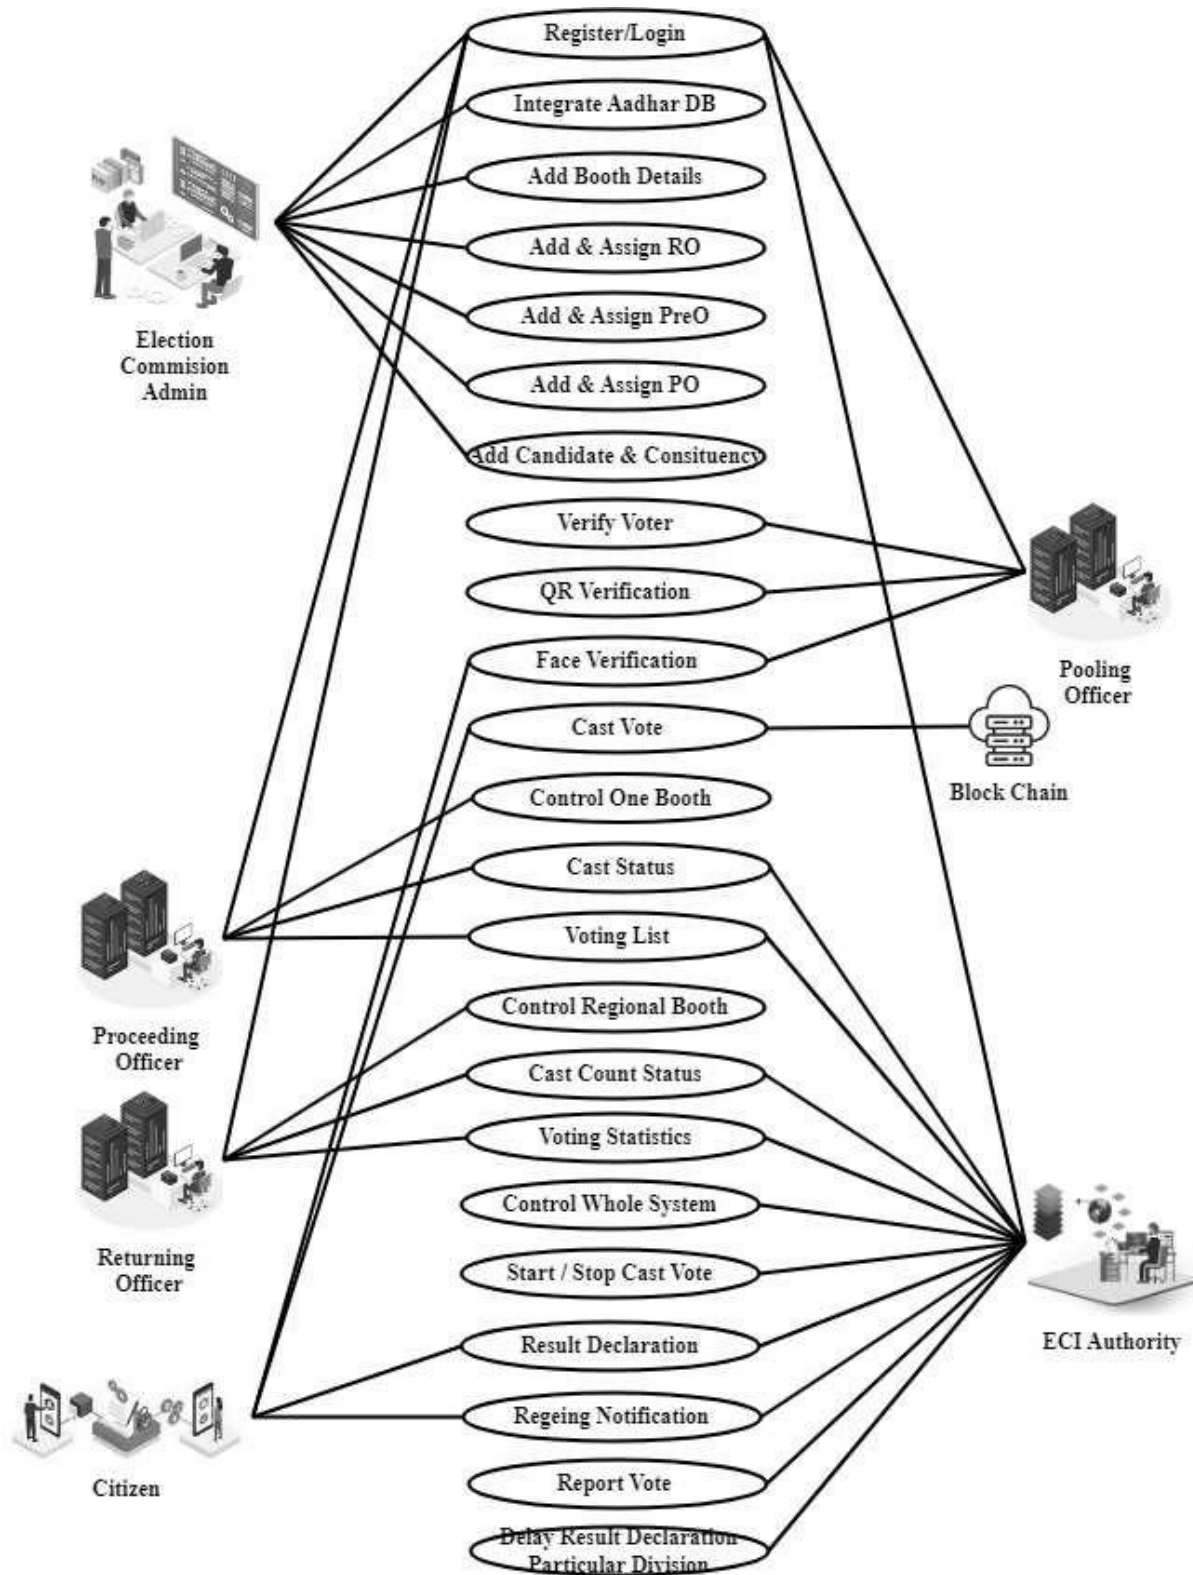 Register/Login
Integrate Aadhar DB
Add Booth Details
Add & Assign RO
Add & Assign PreO
Add & Assign PO
Add Candidate & Consituency
Verify Voter
QR Verification
Face Verification
Cast Vote
Control One Booth
Cast Status
Voting List
Control Regional Booth
Cast Count Status
Voting Statistics
Control Whole System
Start / Stop Cast Vote
Result Declaration
Regeing Notification
Report Vote
Delay Result Declaration
Particular Division
Election
Commision
Admin
Proceeding
Officer
Returning
Officer
Citizen
Pooling
Officer
Block Chain
ECI Authority